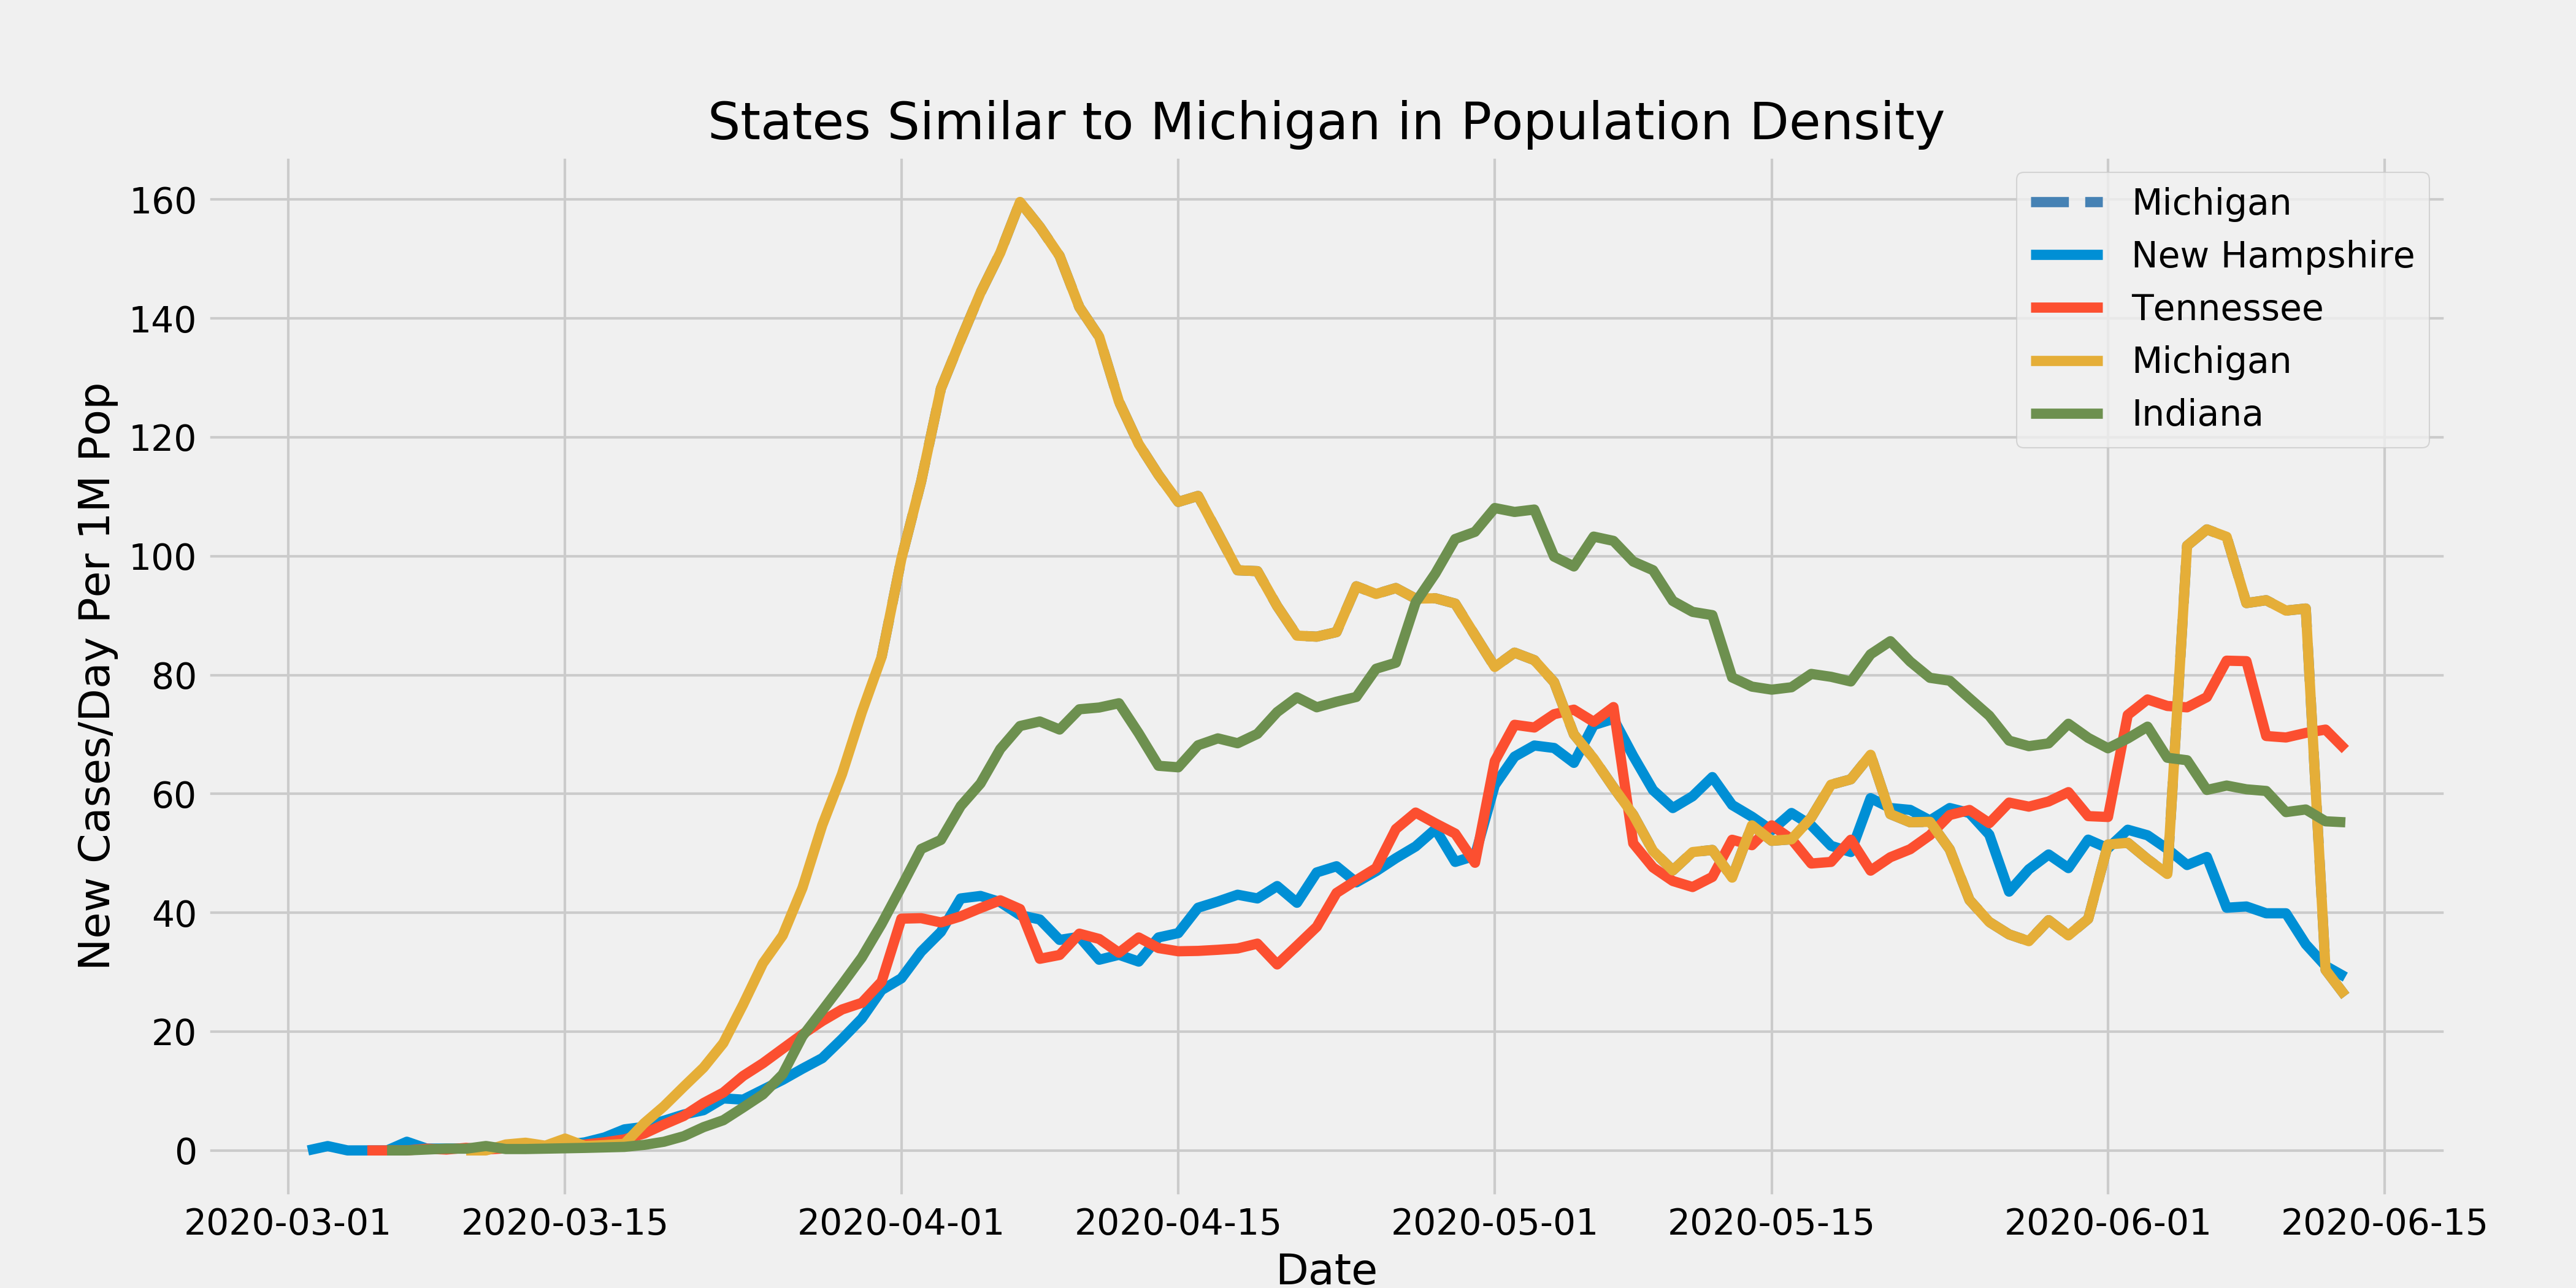 States Similar to Michigan in Population Density
New Cases/Day Per 1M Pop
160
140
120
100
80
60
40
20
0
Michigan
New Hampshire
Tennessee
Michigan
Indiana
2020-03-01 2020-03-15 2020-04-01 2020-04-15 2020-05-01 2020-05-15 2020-06-01 2020-06-15
Date